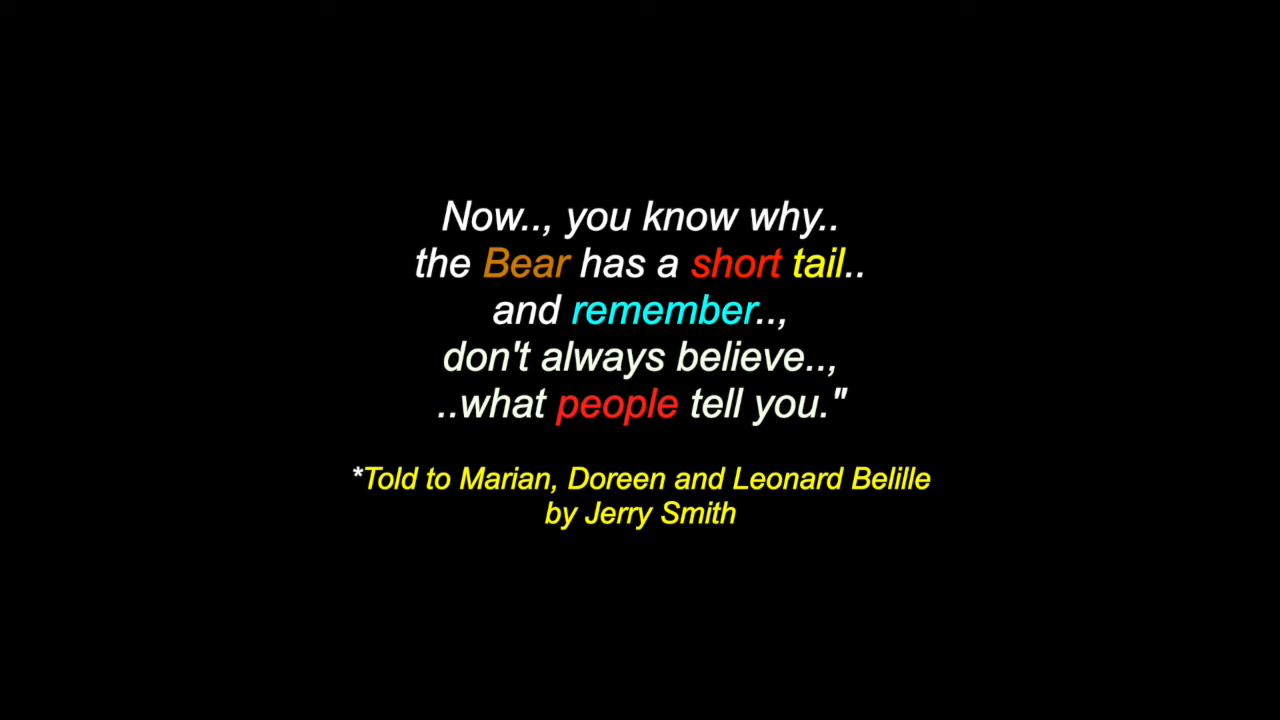 Now.., you know why..
the Bear has a short tail..
and remember..,
don't always believe..,
..what people tell you."
*Told to Marian, Doreen and Leonard Belille
by Jerry Smith